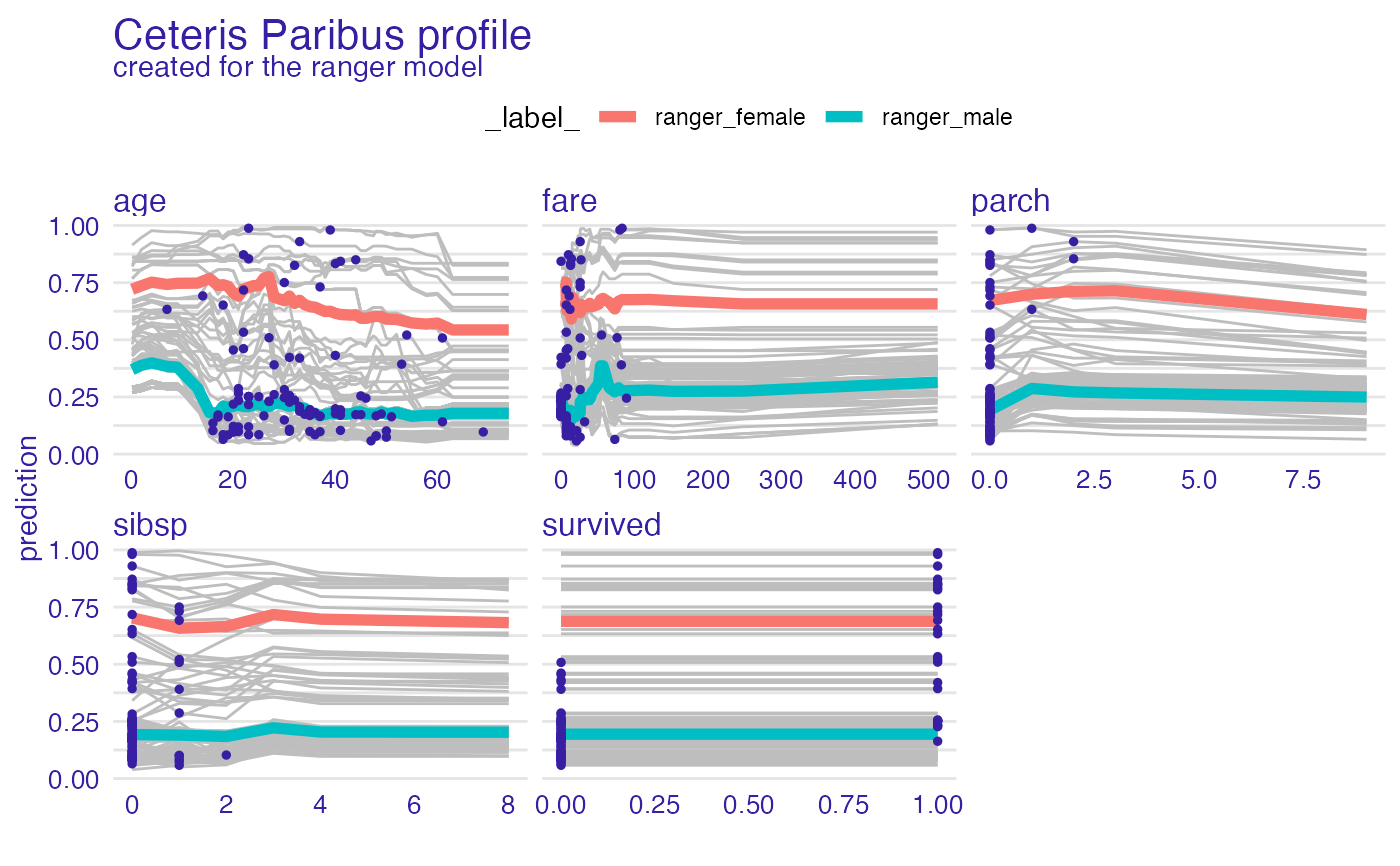 Ceteris Paribus profile
created for the ranger model
_label_ ranger_female ranger_male
age fare parch
1.00
0.75
0.50
0.25
0.00
0 20 40 60 0 100 200 300 400 500 0.0 2.5 5.0 7.5
prediction
sibsp survived
1.00
0.75
0.50
0.25
0.00
0 2 4 6 8 0.00 0.25 0.50 0.75 1.00